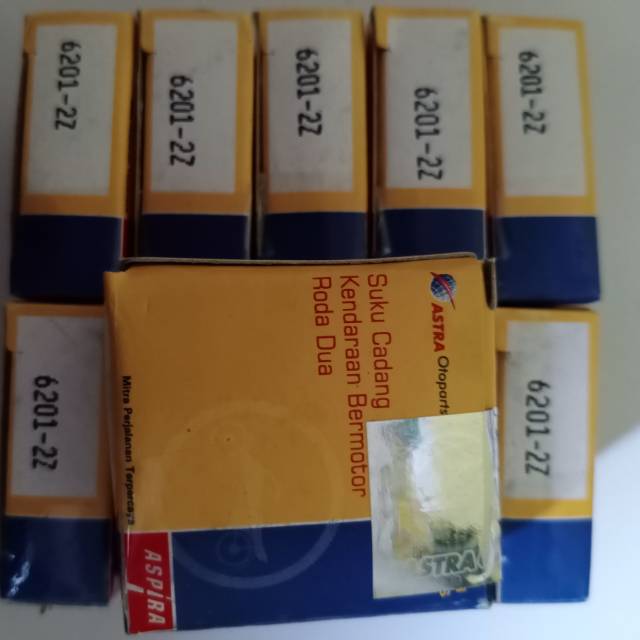 6201-2Z
6201-2Z
6201-2Z
6201-2Z
6201-2Z
6201-2Z
ASTRA Otoparts
Suku Cadang
Kendaraan Bermotor
Roda Dua
Mitra Perjalanan Terpercaya
ASPIRA
ASTRA
6201-2Z